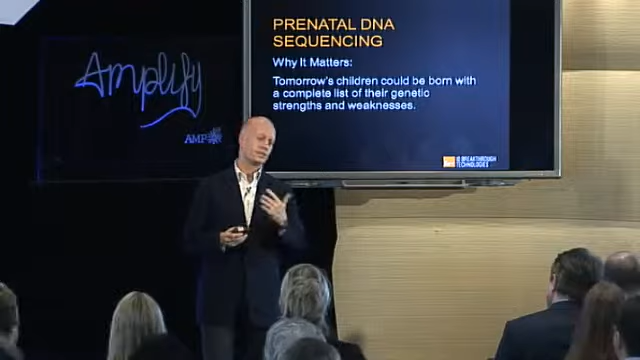 PRENATAL DNA
SEQUENCING
Why It Matters:
Tomorrow's children could be born with
a complete list of their genetic
strengths and weaknesses.
Amplify
AMP
10 BREAKTHROUGH
TECHNOLOGIES